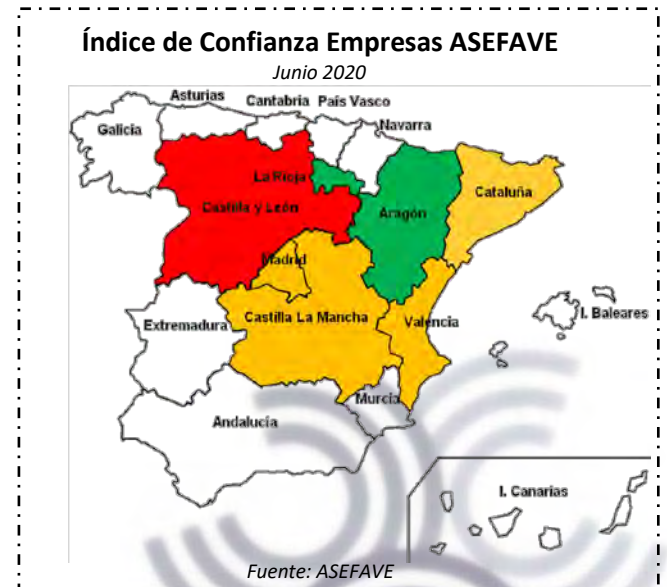 Índice de Confianza Empresas ASEFAVE
Junio 2020
Asturias
Cantabria
País Vasco
Galicia
Navarra
La Rioja
Cataluña
Castilla y León
Aragón
Madrid
Castilla La Mancha
Valencia
I. Baleares
Extremadura
Murcia
Andalucía
I. Canarias
Fuente: ASEFAVE